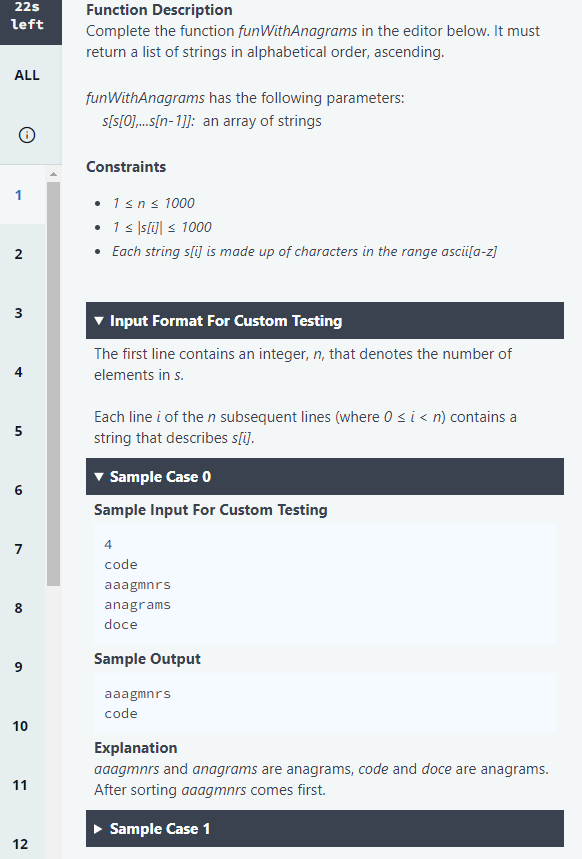 22s
left
ALL
1
2
3
4
5
6
7
8
9
10
11
12
Function Description
Complete the function funWithAnagrams in the editor below. It must
return a list of strings in alphabetical order, ascending.
funWithAnagrams has the following parameters:
s[s[0],...s[n-1]]: an array of strings
Constraints
• 1 ≤ n ≤ 1000
• 1 ≤ |s[i]| ≤ 1000
• Each string s[i] is made up of characters in the range ascii[a-z]
▼ Input Format For Custom Testing
The first line contains an integer, n, that denotes the number of
elements in s.
Each line i of the n subsequent lines (where 0 ≤ i < n) contains a
string that describes s[i].
▼ Sample Case 0
Sample Input For Custom Testing
4
code
aaagmnrs
anagrams
doce
Sample Output
aaagmnrs
code
Explanation
aaagmnrs and anagrams are anagrams, code and doce are anagrams.
After sorting aaagmnrs comes first.
▶ Sample Case 1